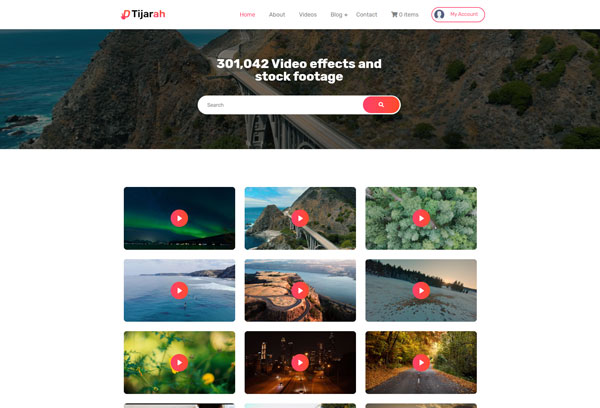 Tijarah
Home About Videos Blog Contact 0 items My Account
301,042 Video effects and
stock footage
Search